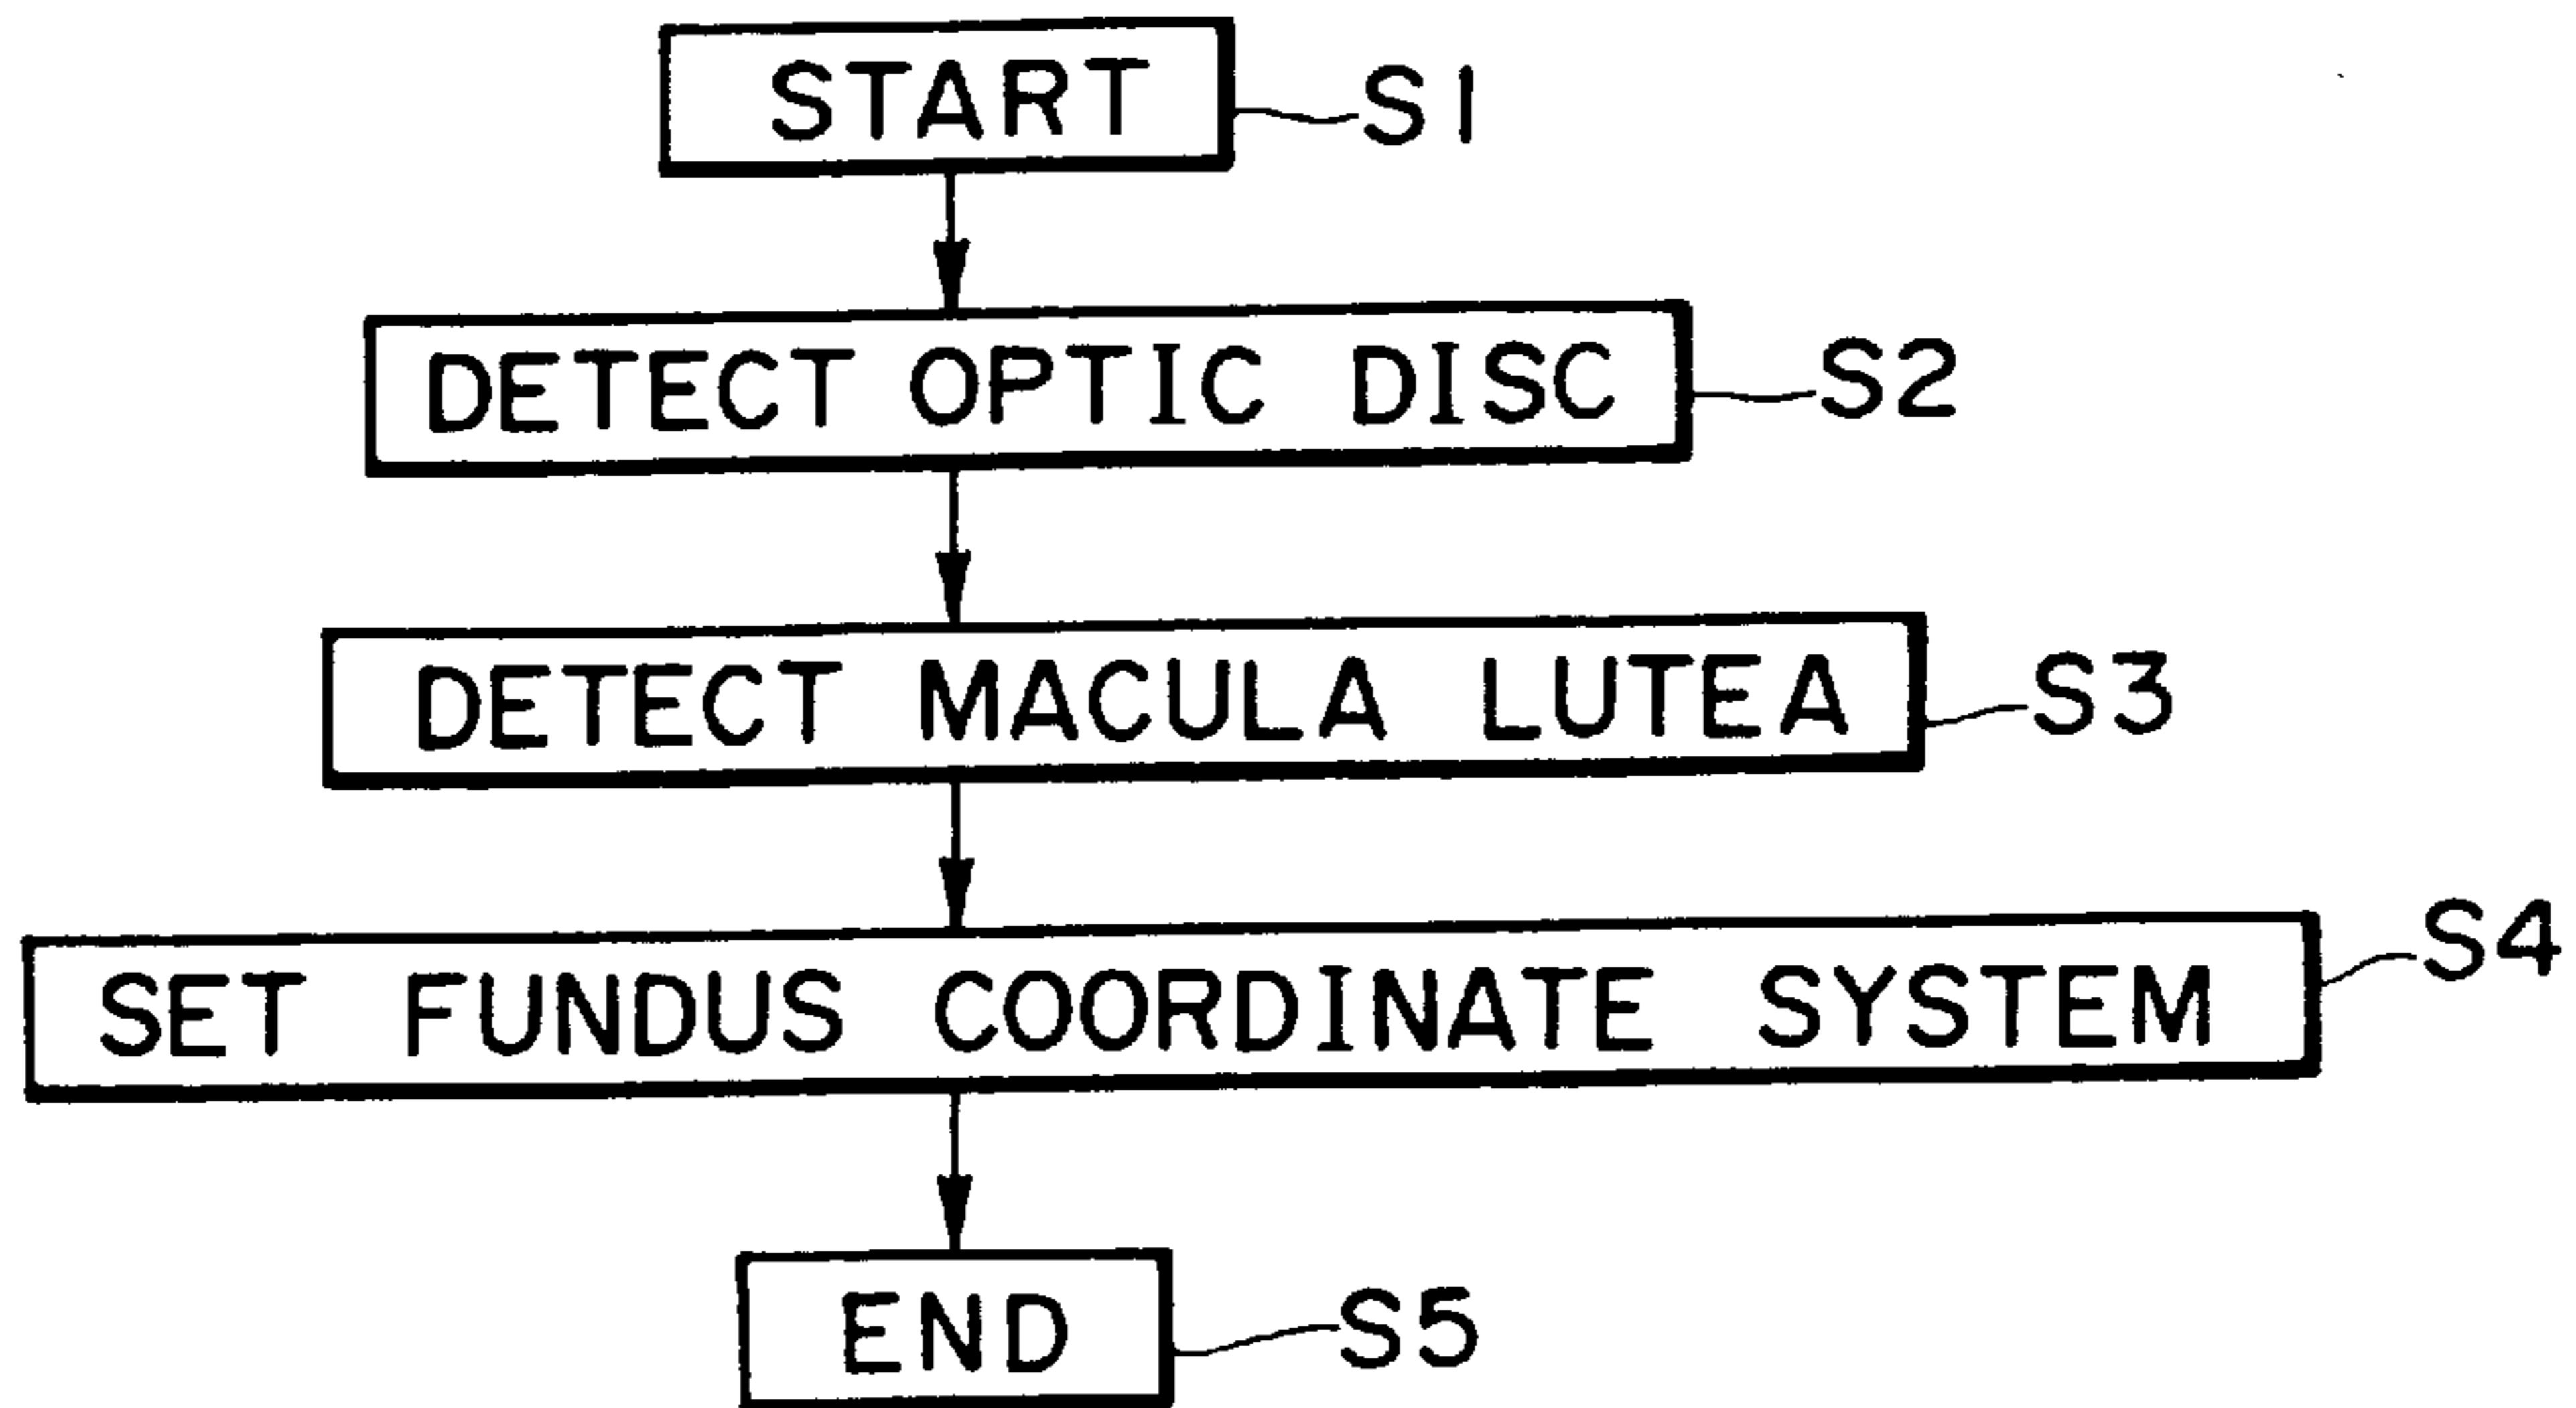 START S1
DETECT OPTIC DISC S2
DETECT MACULA LUTEA S3
SET FUNDUS COORDINATE SYSTEM S4
END S5